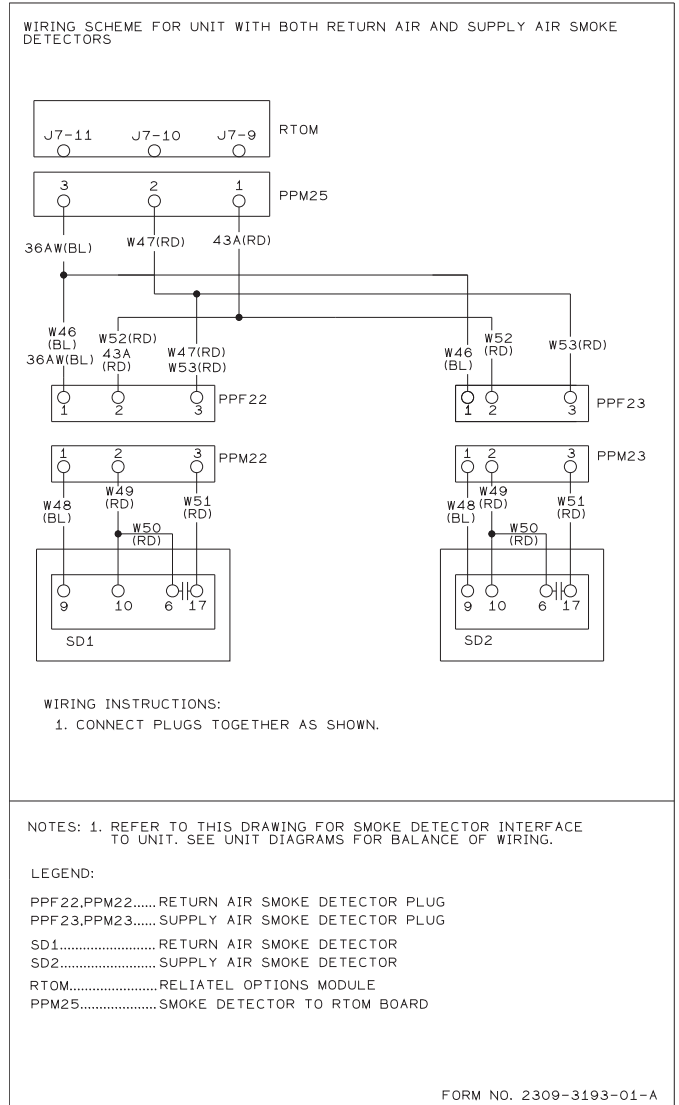 WIRING SCHEME FOR UNIT WITH BOTH RETURN AIR AND SUPPLY AIR SMOKE
DETECTORS
J7-11 J7-10 J7-9 RTOM
3 2 1 PPM25
36AW(BL) W47(RD) 43A(RD)
W46
(BL)
36AW(BL)
W52(RD)
43A
(RD)
W47(RD)
W53(RD)
W46
(BL)
W52
(RD)
W53(RD)
1 2 3 PPF22
1 2 3 PPF23
1 2 3 PPM22
1 2 3 PPM23
W48
(BL)
W49
(RD)
W51
(RD)
W50
(RD)
W48
(BL)
W49
(RD)
W51
(RD)
W50
(RD)
9 10 6 17
SD1
9 10 6 17
SD2
WIRING INSTRUCTIONS:
1. CONNECT PLUGS TOGETHER AS SHOWN.
NOTES: 1. REFER TO THIS DRAWING FOR SMOKE DETECTOR INTERFACE
TO UNIT. SEE UNIT DIAGRAMS FOR BALANCE OF WIRING.
LEGEND:
PPF22,PPM22......RETURN AIR SMOKE DETECTOR PLUG
PPF23,PPM23......SUPPLY AIR SMOKE DETECTOR PLUG
SD1.........................RETURN AIR SMOKE DETECTOR
SD2.........................SUPPLY AIR SMOKE DETECTOR
RTOM.......................RELIATEL OPTIONS MODULE
PPM25....................SMOKE DETECTOR TO RTOM BOARD
FORM NO. 2309-3193-01-A